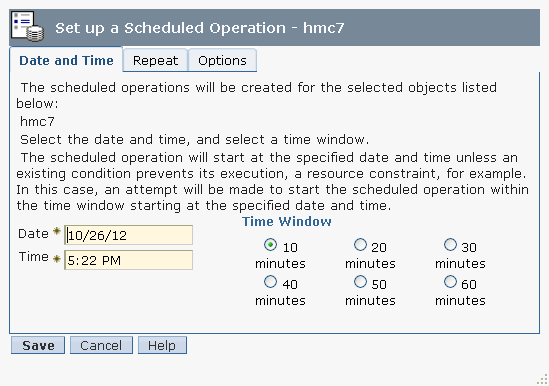 Set up a Scheduled Operation - hmc7
Date and Time Repeat Options
The scheduled operations will be created for the selected objects listed
below:
hmc7
Select the date and time, and select a time window.
The scheduled operation will start at the specified date and time unless an
existing condition prevents its execution, a resource constraint, for example.
In this case, an attempt will be made to start the scheduled operation within
the time window starting at the specified date and time.
Time Window
Date 10/26/12
Time 5:22 PM
10 minutes
20 minutes
30 minutes
40 minutes
50 minutes
60 minutes
Save Cancel Help